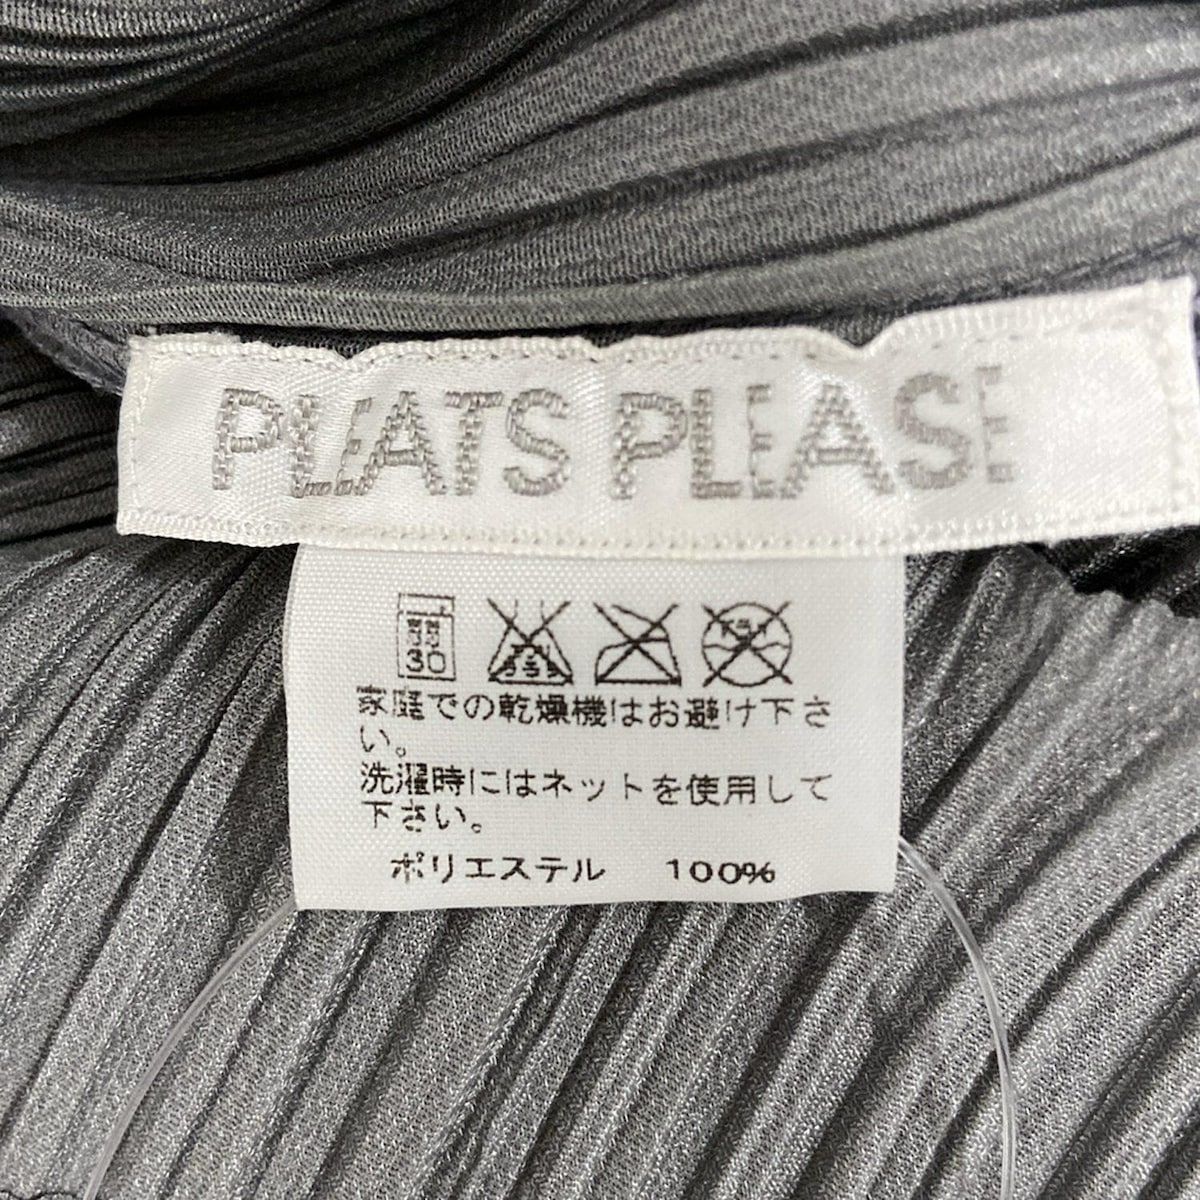 PLEATS PLEASE
30
家庭での乾燥機はお避け下さ
い。
洗濯時にはネットを使用して
下さい。
ポリエステル 100%